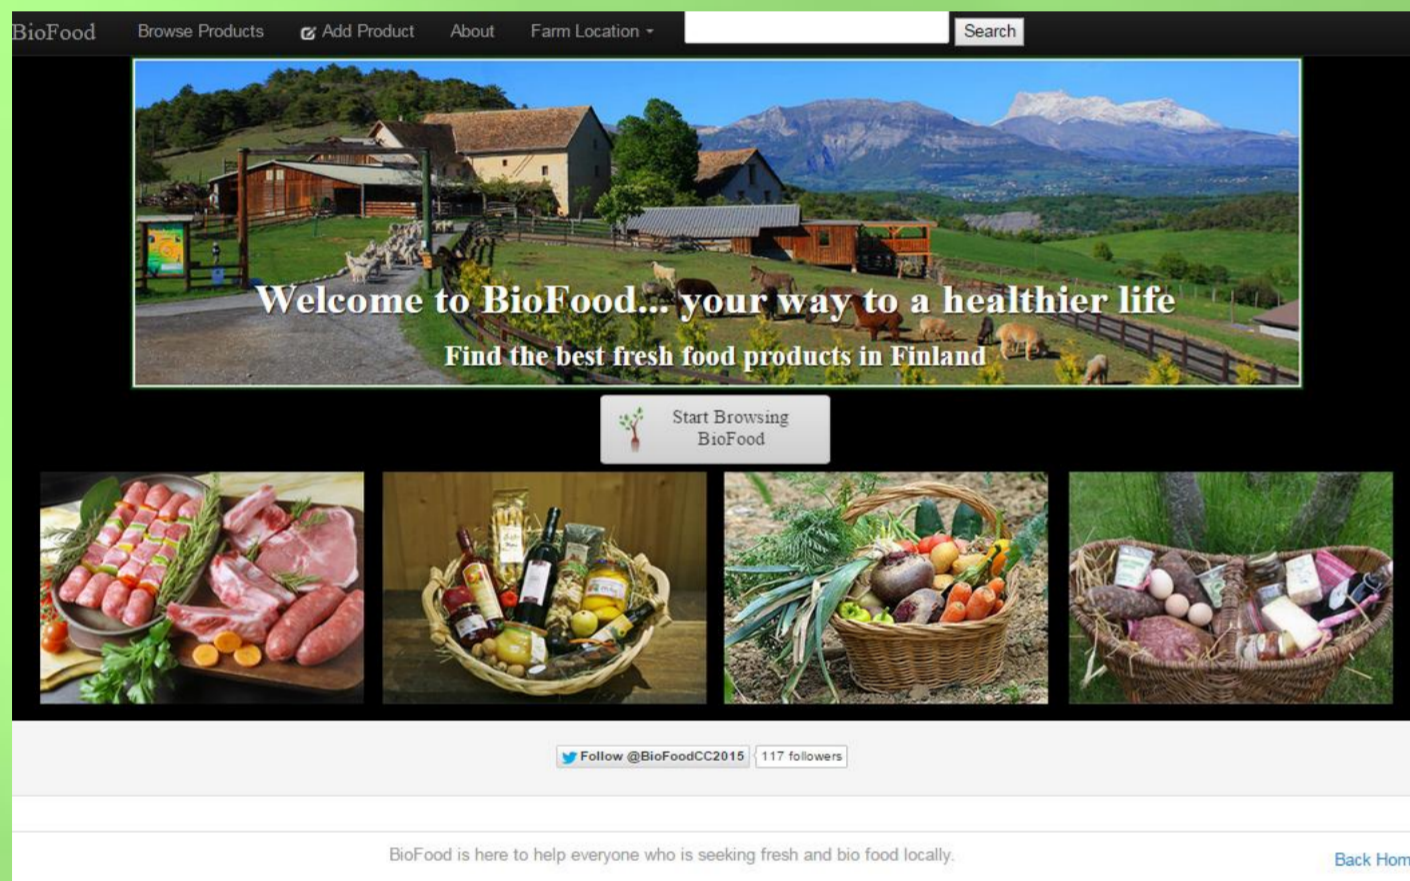 BioFood Browse Products Add Product About Farm Location Search
Welcome to BioFood... your way to a healthier life
Find the best fresh food products in Finland
Start Browsing
BioFood
Follow @BioFoodCC2015 117 followers
BioFood is here to help everyone who is seeking fresh and bio food locally.
Back Hom